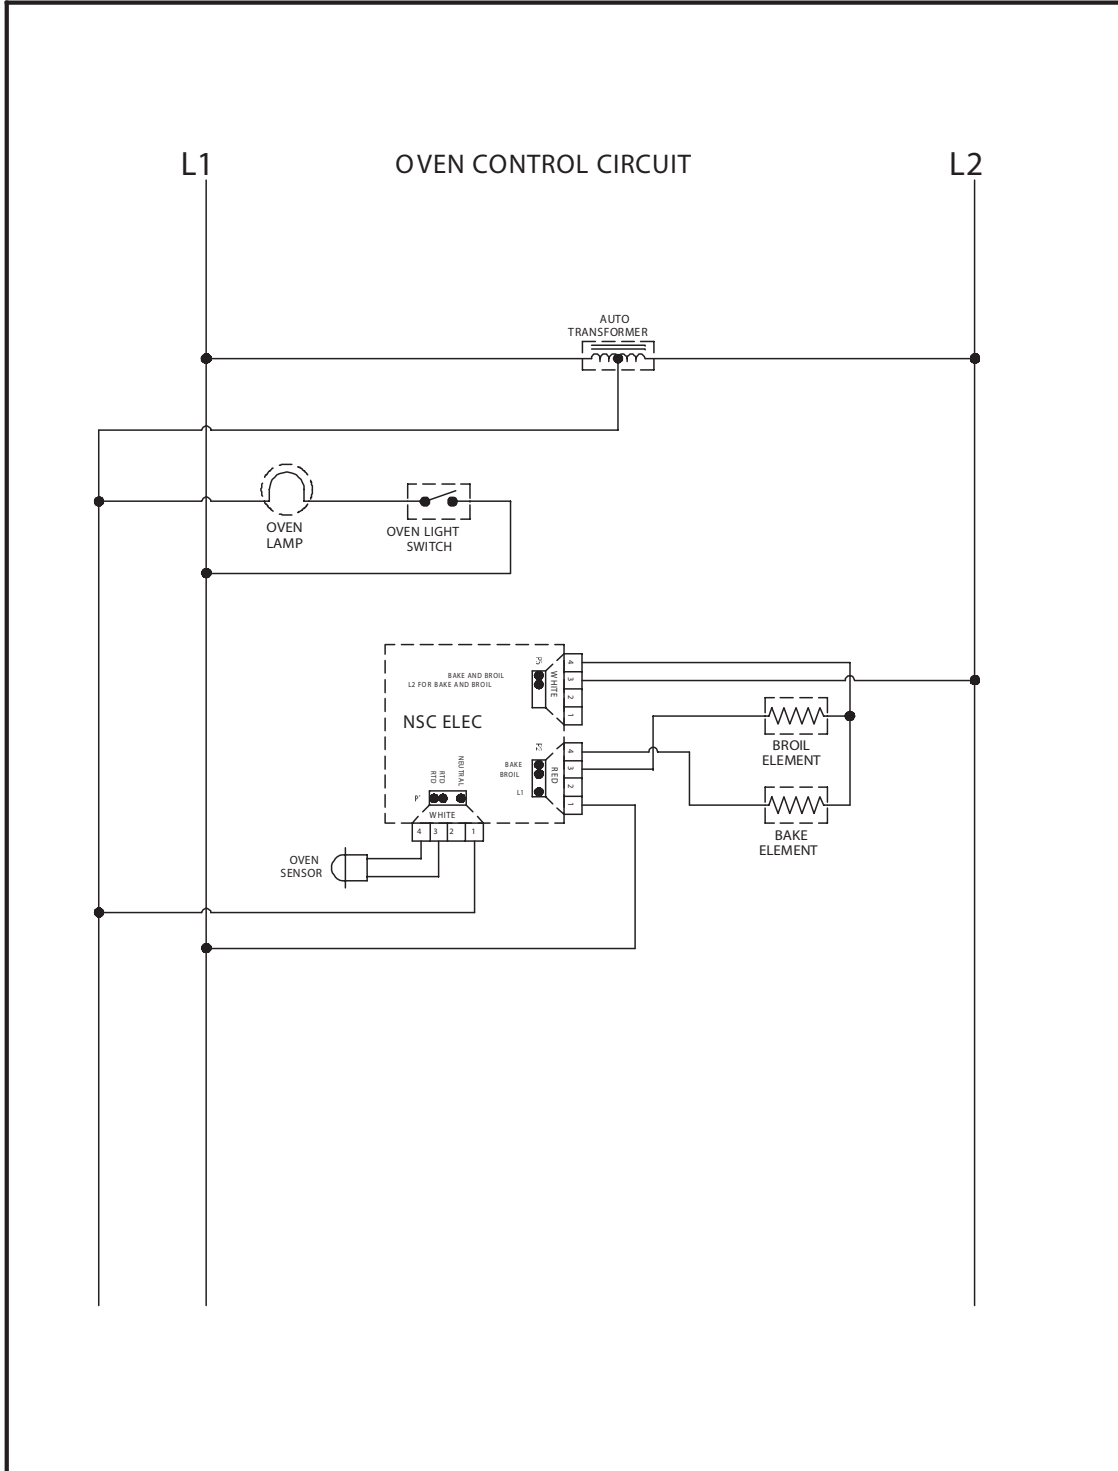 L1
OVEN CONTROL CIRCUIT
L2
AUTO
TRANSFORMER
OVEN
LAMP
OVEN LIGHT
SWITCH
NSC ELEC
BAKE AND BROIL
L2 FOR BAKE AND BROIL
P5
WHITE
4
3
2
1
P2
BAKE
BROIL
L1
RED
4
3
2
1
BROIL
ELEMENT
BAKE
ELEMENT
RTD
RTD
NEUTRAL
WHITE
4
3
2
1
OVEN
SENSOR